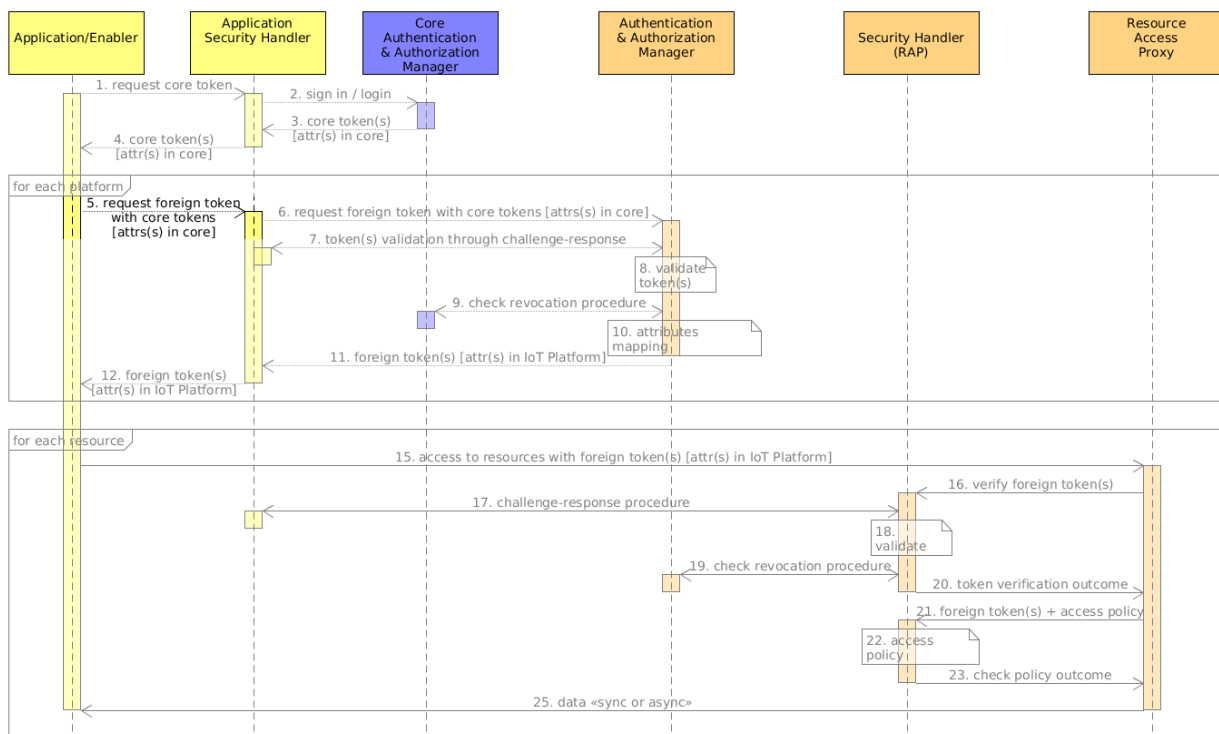 Application/Enabler
Application
Security Handler
Core
Authentication
& Authorization
Manager
Authentication
& Authorization
Manager
Security Handler
(RAP)
Resource
Access
Proxy
1. request core token
2. sign in / login
3. core token(s)
[attr(s) in core]
4. core token(s)
[attr(s) in core]
for each platform
5. request foreign token
with core tokens
[attrs(s) in core]
6. request foreign token with core tokens [attrs(s) in core]
7. token(s) validation through challenge-response
8. validate
token(s)
9. check revocation procedure
10. attributes
mapping
11. foreign token(s) [attr(s) in IoT Platform]
12. foreign token(s)
[attr(s) in IoT Platform]
for each resource
15. access to resources with foreign token(s) [attr(s) in IoT Platform]
16. verify foreign token(s)
17. challenge-response procedure
18.
validate
19. check revocation procedure
20. token verification outcome
21. foreign token(s) + access policy
22. access
policy
23. check policy outcome
25. data «sync or async»